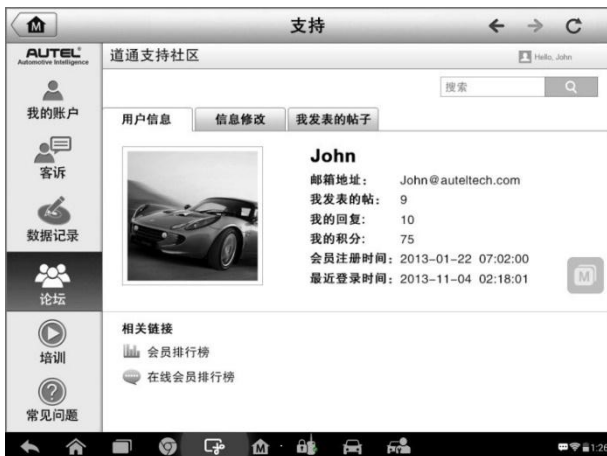 M
支持
AUTEL
Automotive Intelligence
道通支持社区
Hello, John
我的账户
搜索
用户信息
信息修改
我发表的帖子
客诉
John
邮箱地址： John@auteltech.com
我发表的帖： 9
我的回复: 10
我的积分: 75
会员注册时间：2013-01-22 07:02:00
最近登录时间：2013-11-04 02:18:01
M
数据记录
论坛
相关链接
会员排行榜
在线会员排行榜
培训
常见问题
M
1:26